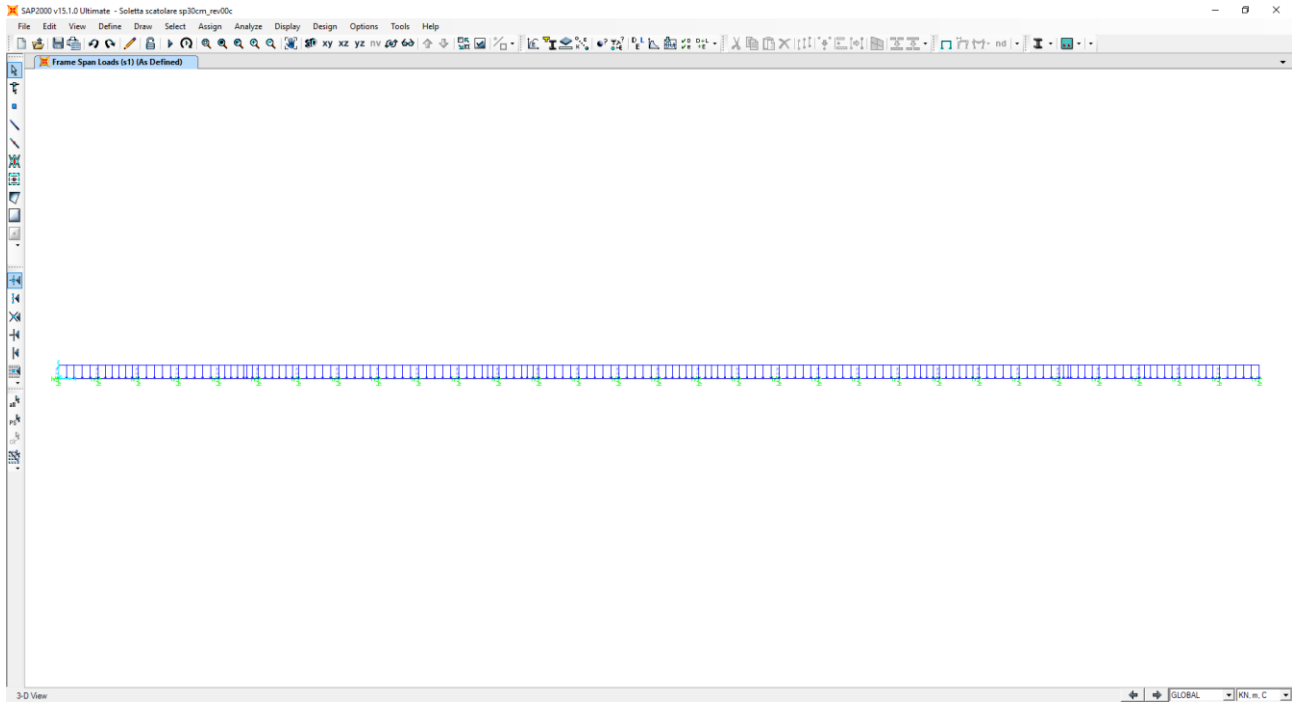 SAP2000 v15.1.0 Ultimate - Soletta scatolare sp30cm_rev00c
File Edit View Define Draw Select Assign Analyze Display Design Options Tools Help
xy xz yz nv nd
Frame Span Loads (s1) (As Defined)
3-D View
GLOBAL
KN, m, C